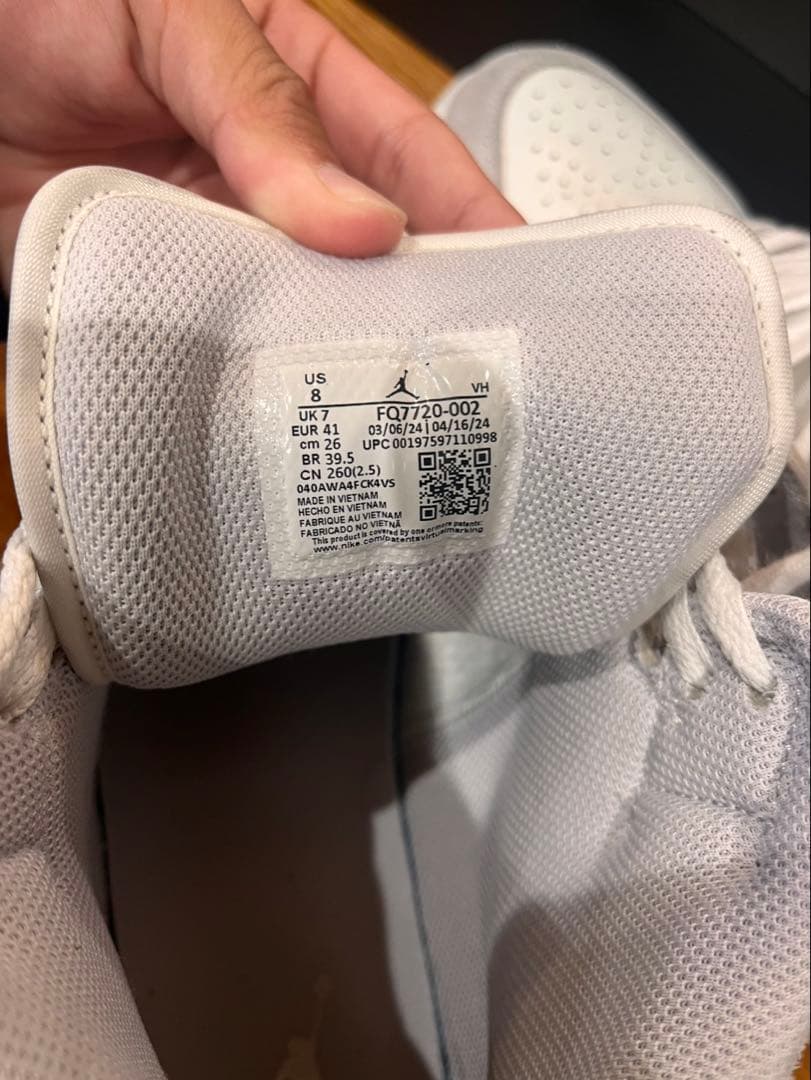 US
8
VH
UK 7 FQ7720-002
EUR 41 03/06/24 | 04/16/24
cm 26 UPC 00197597110998
BR 39.5
CN 260(2.5)
040AWA4FCK4VS
MADE IN VIETNAM
HECHO EN VIETNAM
FABRIQUE AU VIETNAM
FABRICADO NO VIETNÃ
This product is covered by one or more patents:
www.nike.com/patentsvirtualmarking